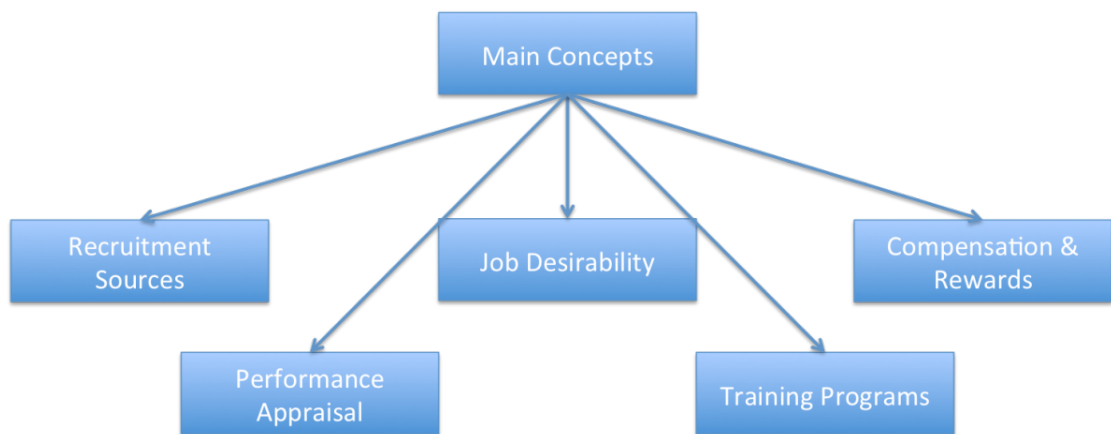 Main Concepts
Recruitment
Sources
Job Desirability
Compensation &
Rewards
Performance
Appraisal
Training Programs